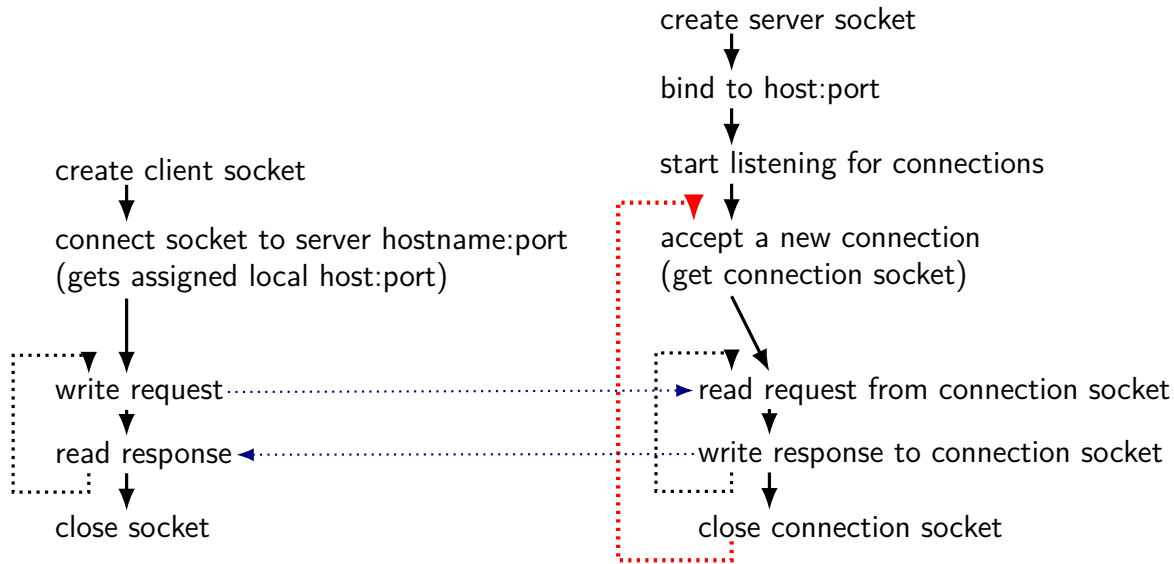 create client socket
connect socket to server hostname:port
(gets assigned local host:port)
write request
read response
close socket
create server socket
bind to host:port
start listening for connections
accept a new connection
(get connection socket)
read request from connection socket
write response to connection socket
close connection socket